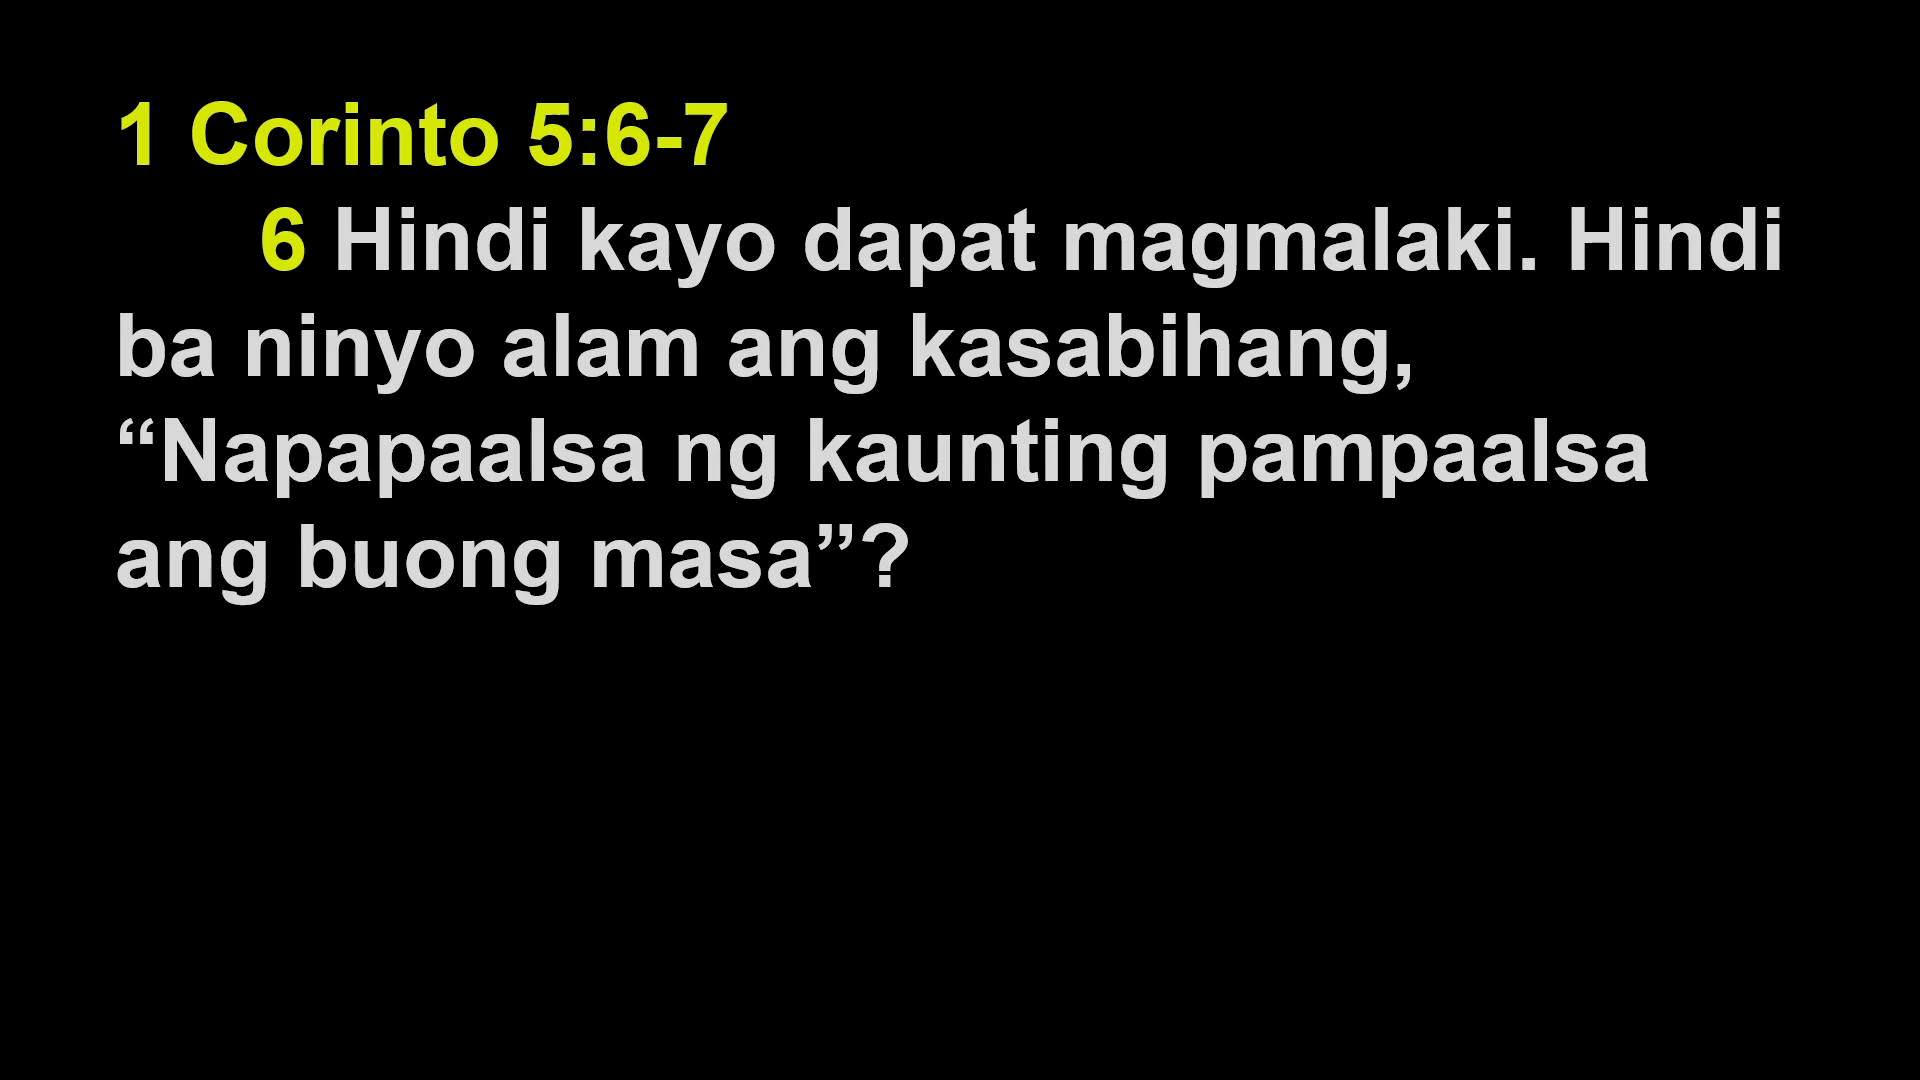 1 Corinto 5:6-7
6 Hindi kayo dapat magmalaki. Hindi
ba ninyo alam ang kasabihang,
“Napapaalsa ng kaunting pampaalsa
ang buong masa”?